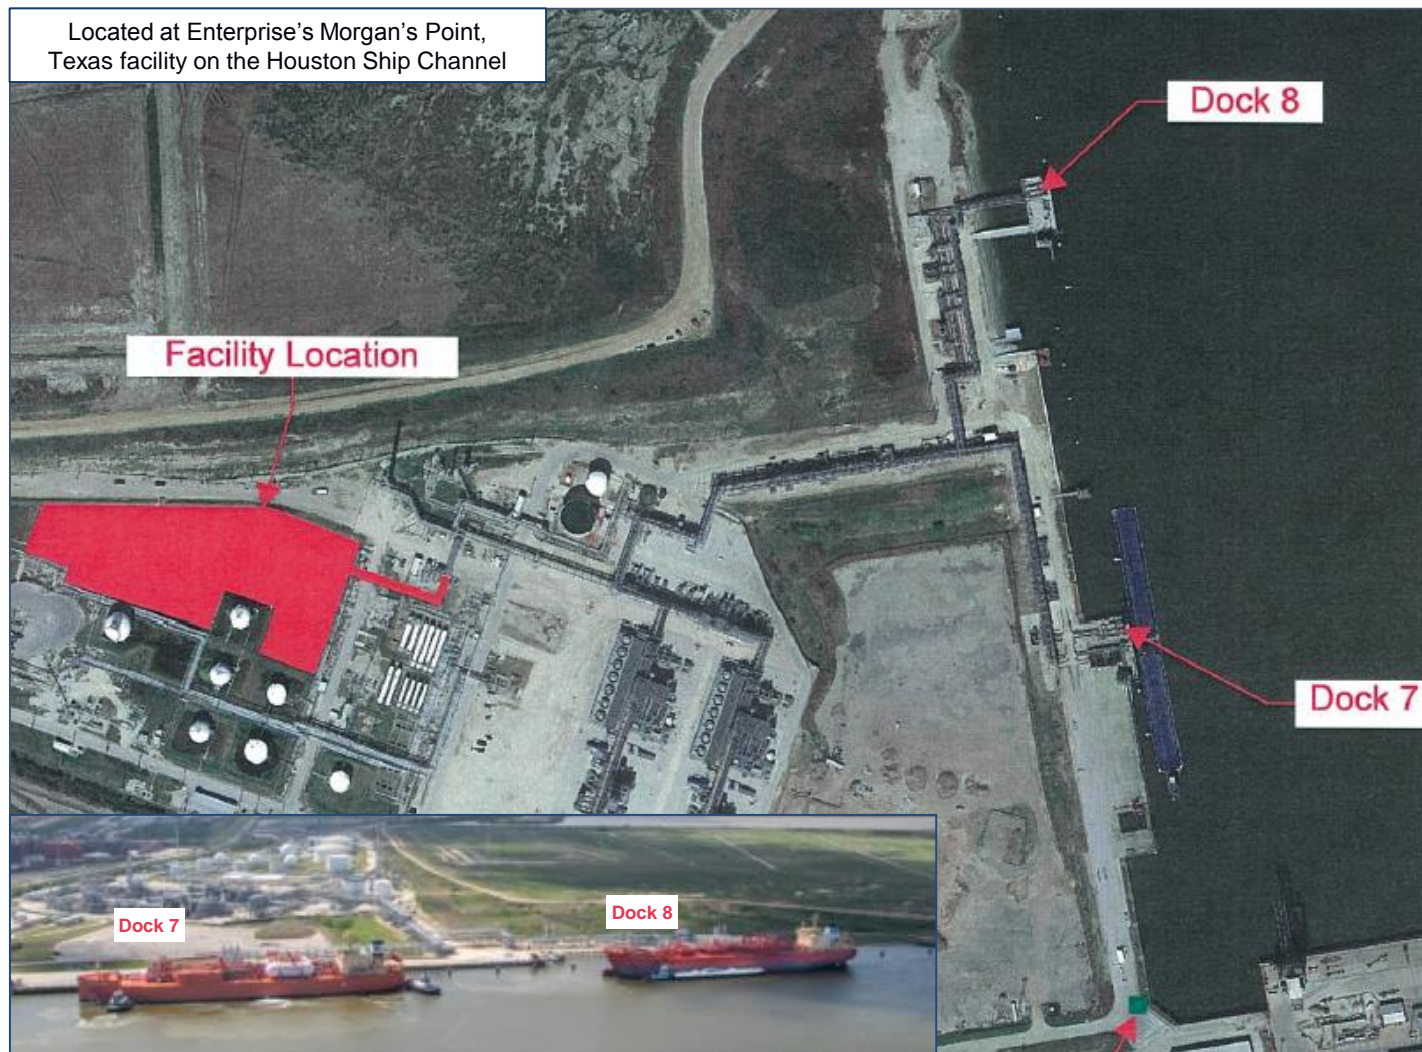 Located at Enterprise’s Morgan’s Point,
Texas facility on the Houston Ship Channel
Dock 8
Facility Location
Dock 7
Dock 7
Dock 8